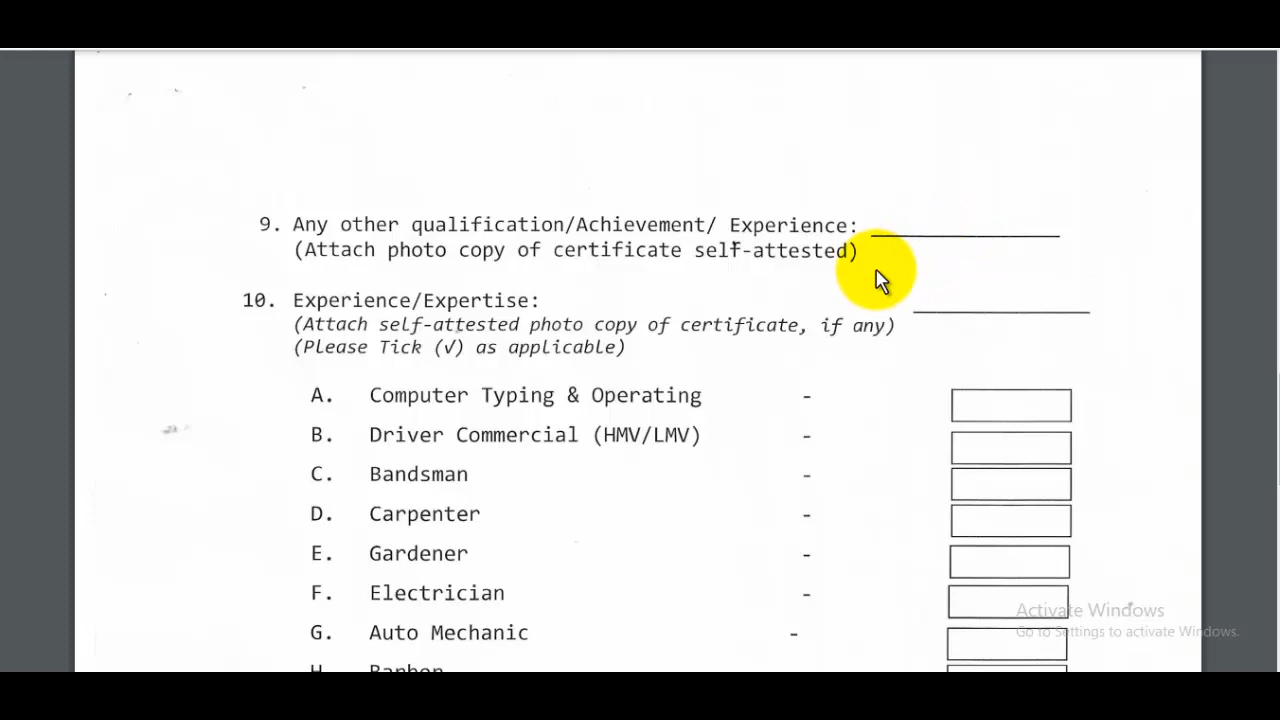 9. Any other qualification/Achievement/ Experience:
(Attach photo copy of certificate self-attested)
10. Experience/Expertise:
(Attach self-attested photo copy of certificate, if any)
(Please Tick (√) as applicable)
A. Computer Typing & Operating -
B. Driver Commercial (HMV/LMV) -
C. Bandsman -
D. Carpenter -
E. Gardener -
F. Electrician -
G. Auto Mechanic -
Activate Windows
Go to Settings to activate Windows.